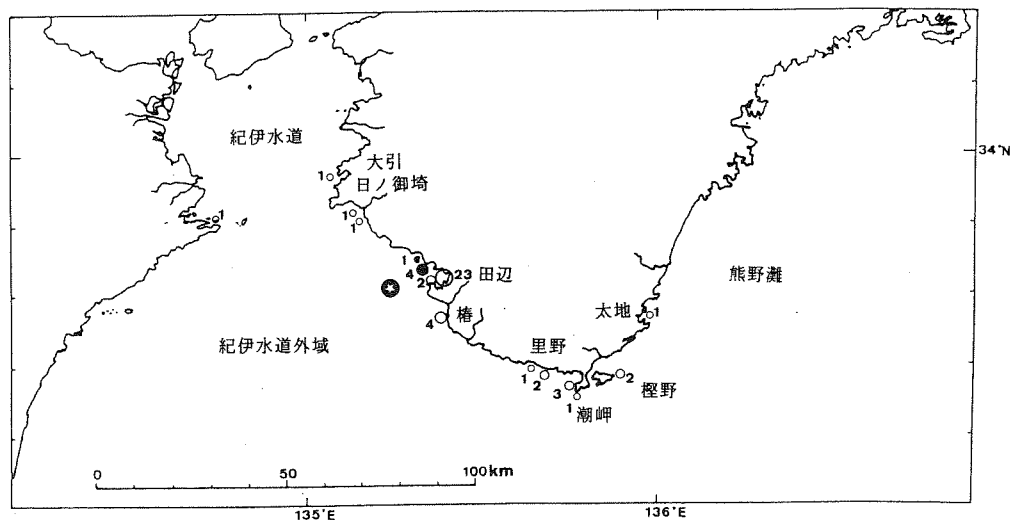 34°N
紀伊水道
大引
1
日ノ御埼
1
1
1
1
4
2
23
田辺
熊野灘
椿
4
太地
1
紀伊水道外域
里野
1
2
3
2
樫野
1
潮岬
0
50
100km
135°E
136°E